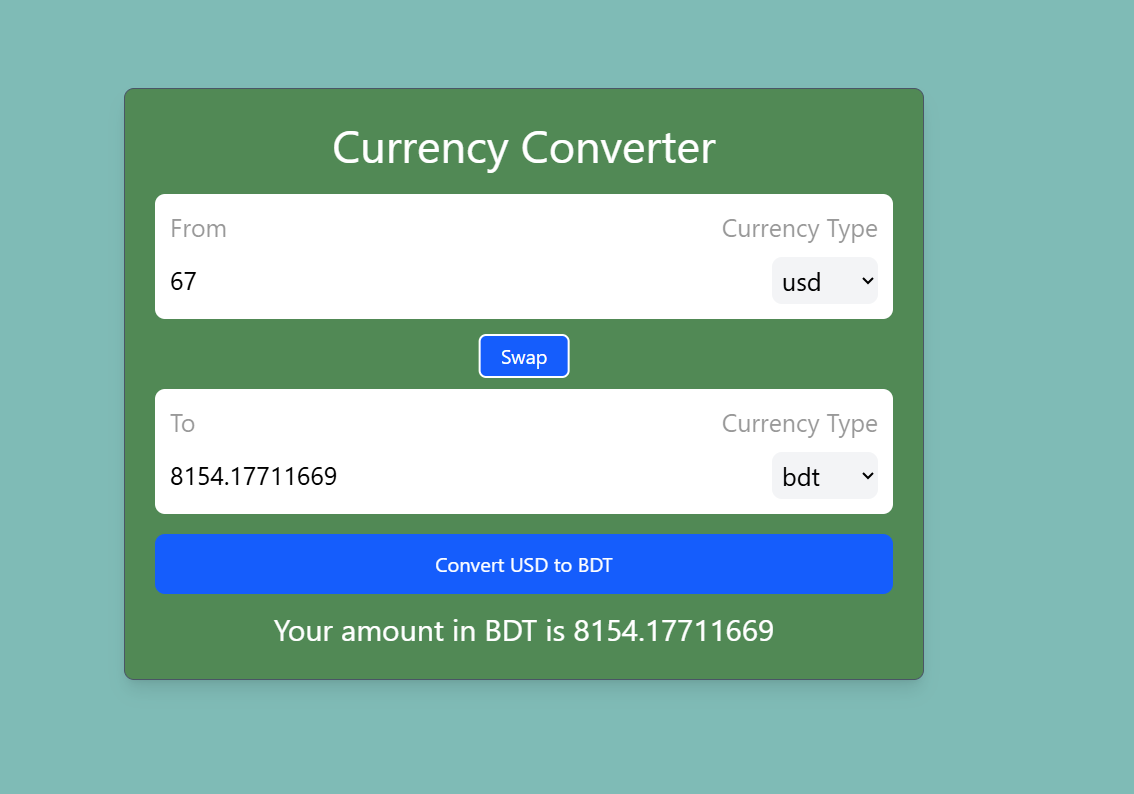 Currency Converter
From Currency Type
67 usd
Swap
To Currency Type
8154.17711669 bdt
Convert USD to BDT
Your amount in BDT is 8154.17711669